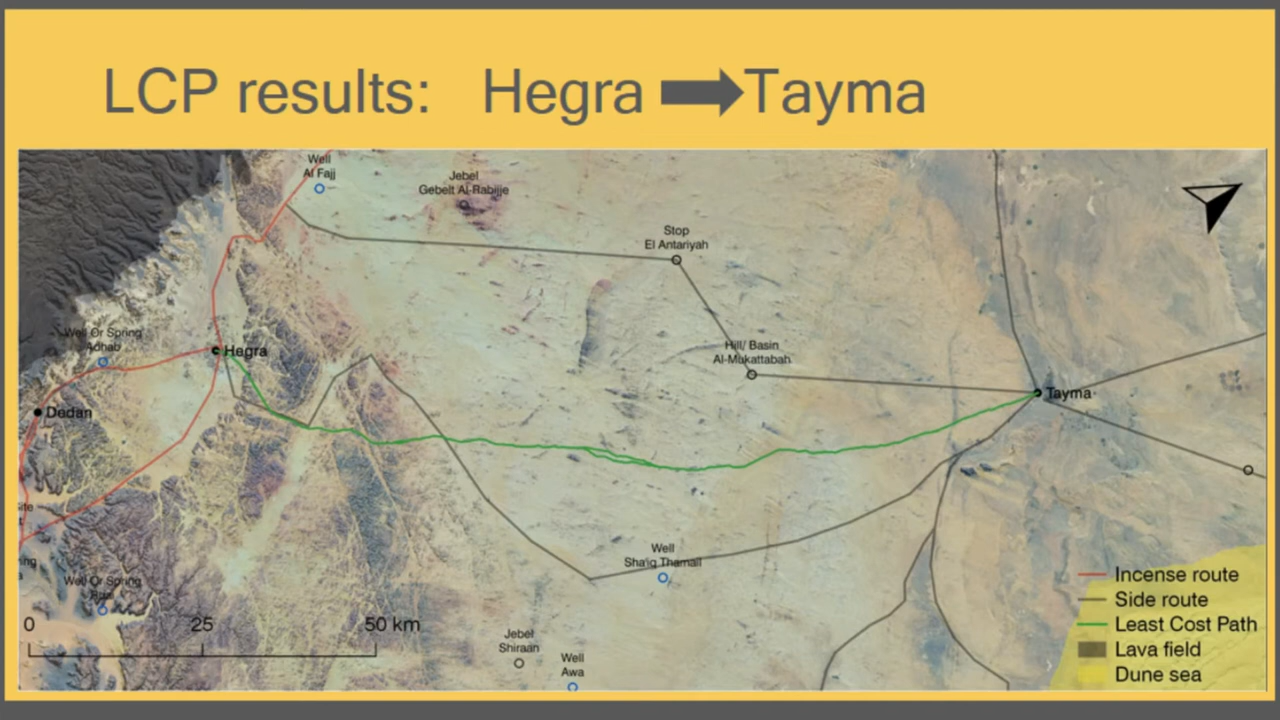 LCP results: Hegra Tayma
Well
Al Fajj
Jebel
Gebelt Al-Rabijje
Stop
El Antariyah
Well Or Spring
Adhab
Hegra
Hill/ Basin
Al-Mukattabah
Tayma
Dedan
Well
Sha'iq Thamail
Well Or Spring
0 25 50 km
Jebel
Shiraan
Well
Awa
Incense route
Side route
Least Cost Path
Lava field
Dune sea